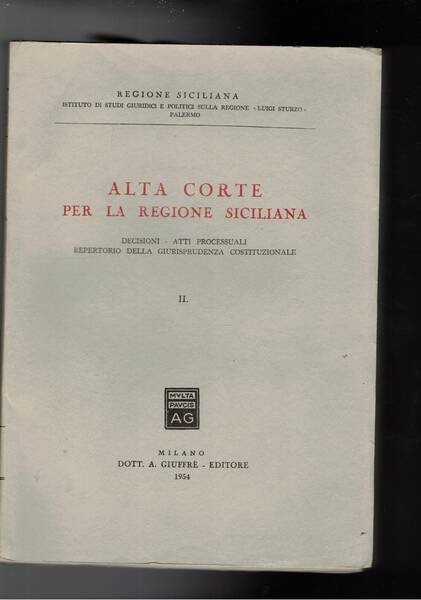 REGIONE SICILIANA
ISTITUTO DI STUDI GIURIDICI E POLITICI SULLA REGIONE «LUIGI STURZO»
PALERMO
ALTA CORTE
PER LA REGIONE SICILIANA
DECISIONI - ATTI PROCESSUALI
REPERTORIO DELLA GIURISPRUDENZA COSTITUZIONALE
II.
MVLTA
PAVCIS
AG
MILANO
DOTT. A. GIUFFRÈ - EDITORE
1954